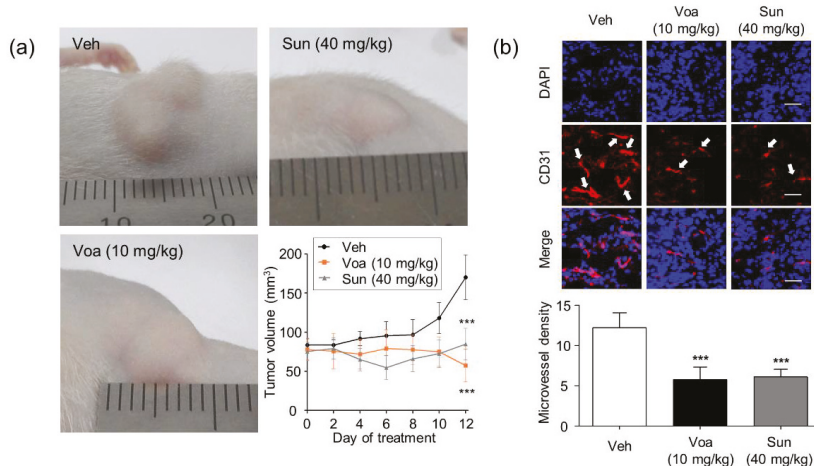 (a)
Veh
Sun (40 mg/kg)
10
20
Voa (10 mg/kg)
Tumor volume (mm³)
200
150
100
50
0
Veh
Voa (10 mg/kg)
Sun (40 mg/kg)
***
***
0 2 4 6 8 10 12
Day of treatment
(b)
Veh
Voa
(10 mg/kg)
Sun
(40 mg/kg)
DAPI
CD31
Merge
Microvessel density
15
10
5
0
***
***
Veh
Voa
(10 mg/kg)
Sun
(40 mg/kg)